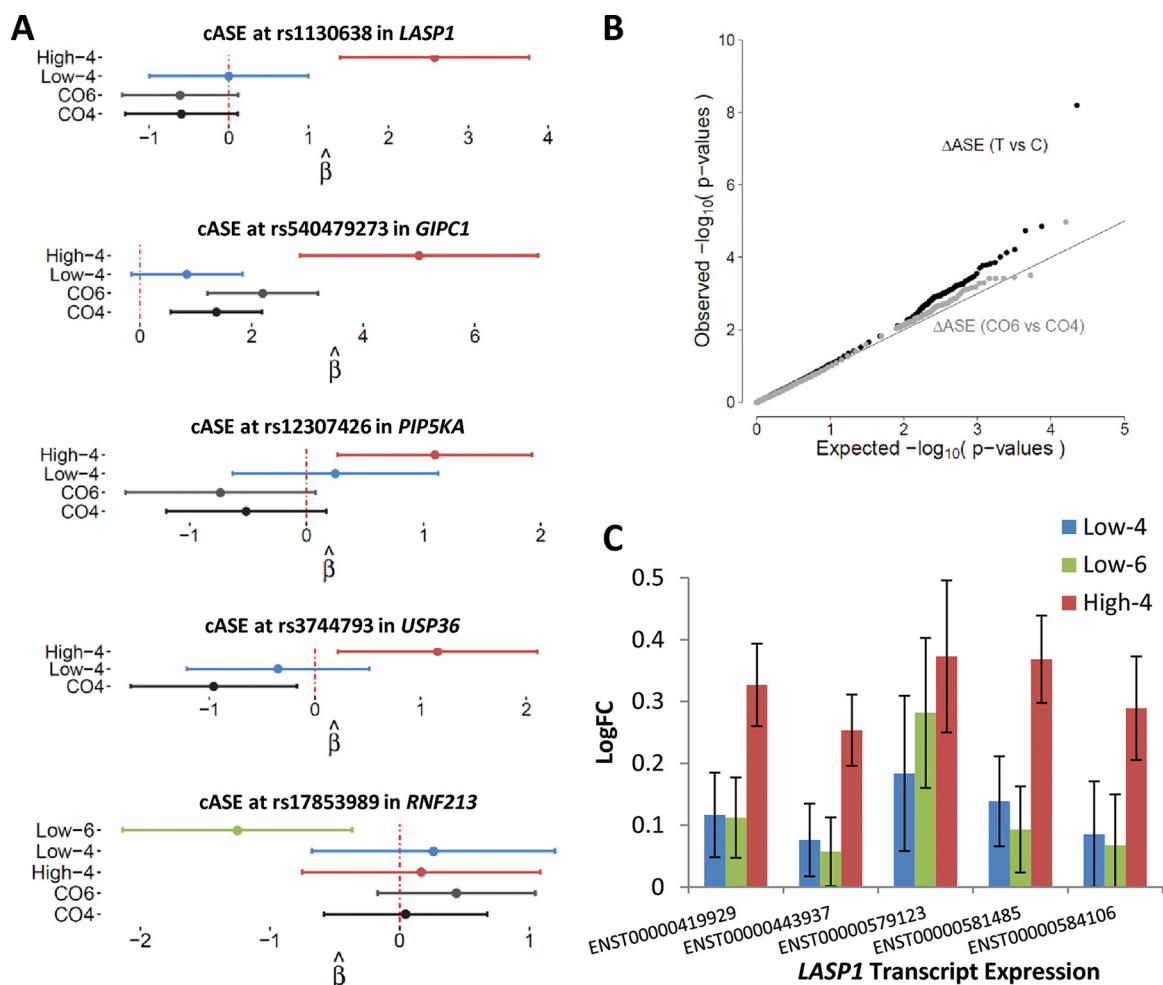 A
cASE at rs1130638 in LASP1
High-4
Low-4
CO6
CO4
−1 0 1 2 3 4
β̂
cASE at rs540479273 in GIPC1
High-4
Low-4
CO6
CO4
0 2 4 6
β̂
cASE at rs12307426 in PIP5KA
High-4
Low-4
CO6
CO4
−1 0 1 2
β̂
cASE at rs3744793 in USP36
High-4
Low-4
CO4
−1 0 1 2
β̂
cASE at rs17853989 in RNF213
Low-6
Low-4
High-4
CO6
CO4
−2 −1 0 1
β̂
B
Observed −log10( p-values )
10
8
6
4
2
0
ΔASE (T vs C)
ΔASE (CO6 vs CO4)
0 1 2 3 4 5
Expected −log10( p-values )
C
Low-4
Low-6
High-4
LogFC
0.5
0.4
0.3
0.2
0.1
0
ENST00000419929
ENST00000443937
ENST00000579123
ENST00000581485
ENST00000584106
LASP1 Transcript Expression